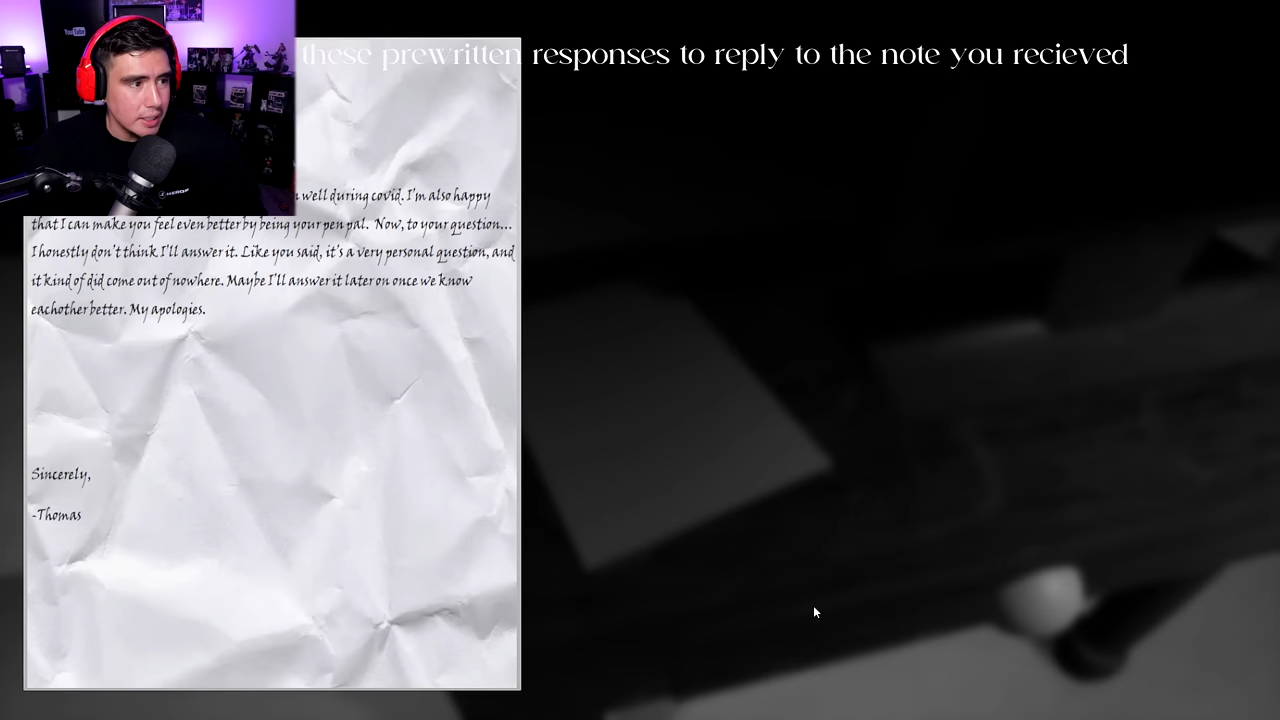 these prewritten responses to reply to the note you recieved
YouTube
well during covid. I'm also happy
that I can make you feel even better by being your pen pal. Now, to your question...
I honestly don't think I'll answer it. Like you said, it's a very personal question, and
it kind of did come out of nowhere. Maybe I'll answer it later on once we know
eachother better. My apologies.
Sincerely,
-Thomas